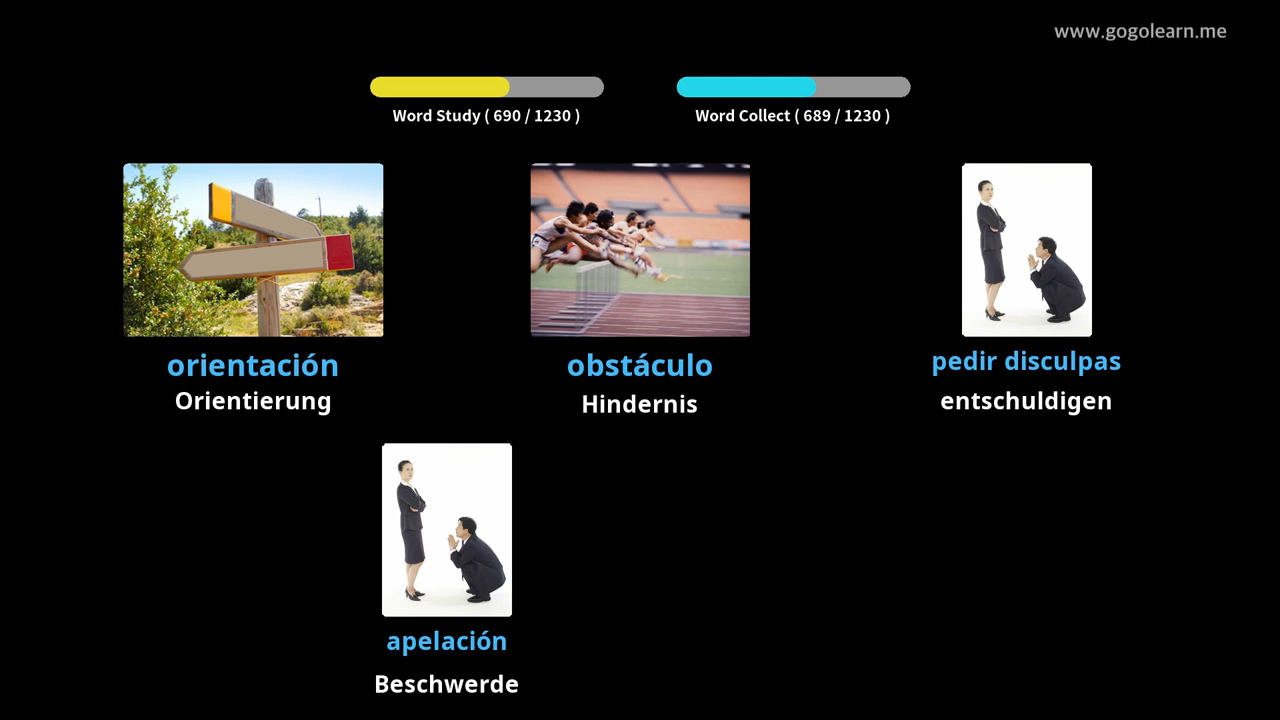 www.gogolearn.me
Word Study ( 690 / 1230 )
Word Collect ( 689 / 1230 )
orientación
Orientierung
obstáculo
Hindernis
pedir disculpas
entschuldigen
apelación
Beschwerde